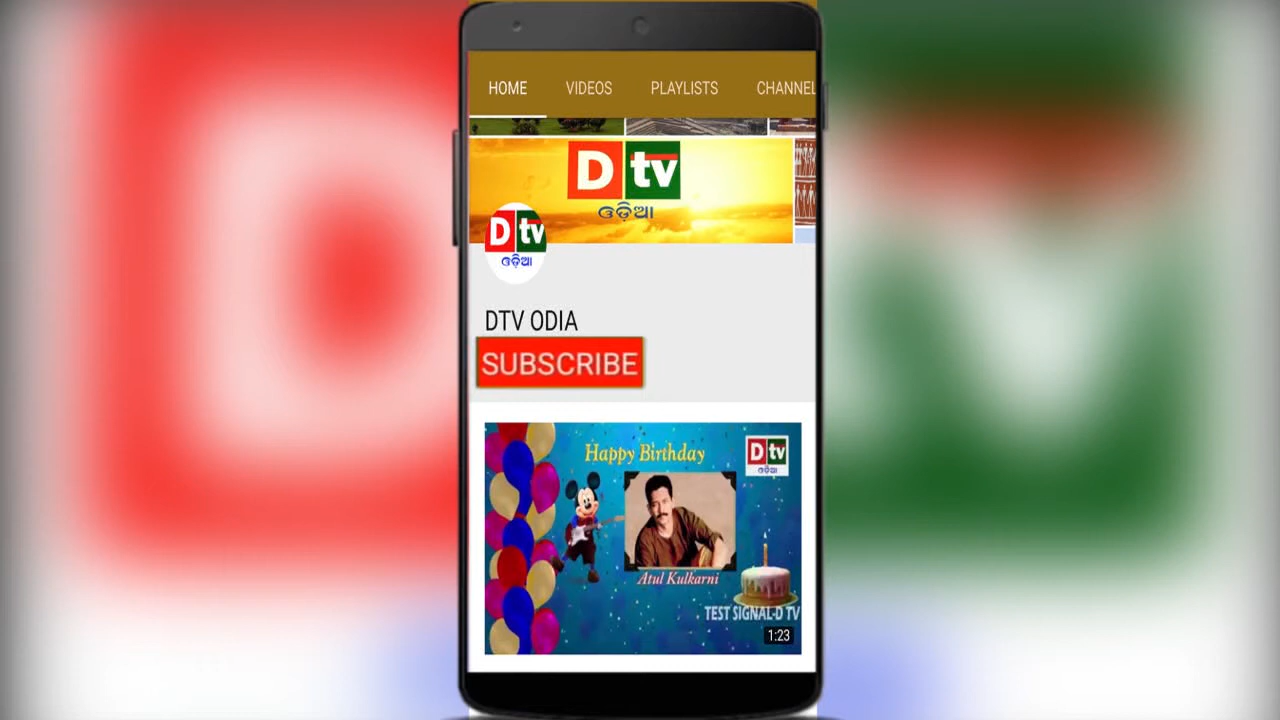 HOME VIDEOS PLAYLISTS CHANNEL
D tv
ଓଡ଼ିଆ
D tv
ଓଡ଼ିଆ
DTV ODIA
SUBSCRIBE
Happy Birthday
D tv
ଓଡ଼ିଆ
Atul Kulkarni
TEST SIGNAL-D TV
1:23